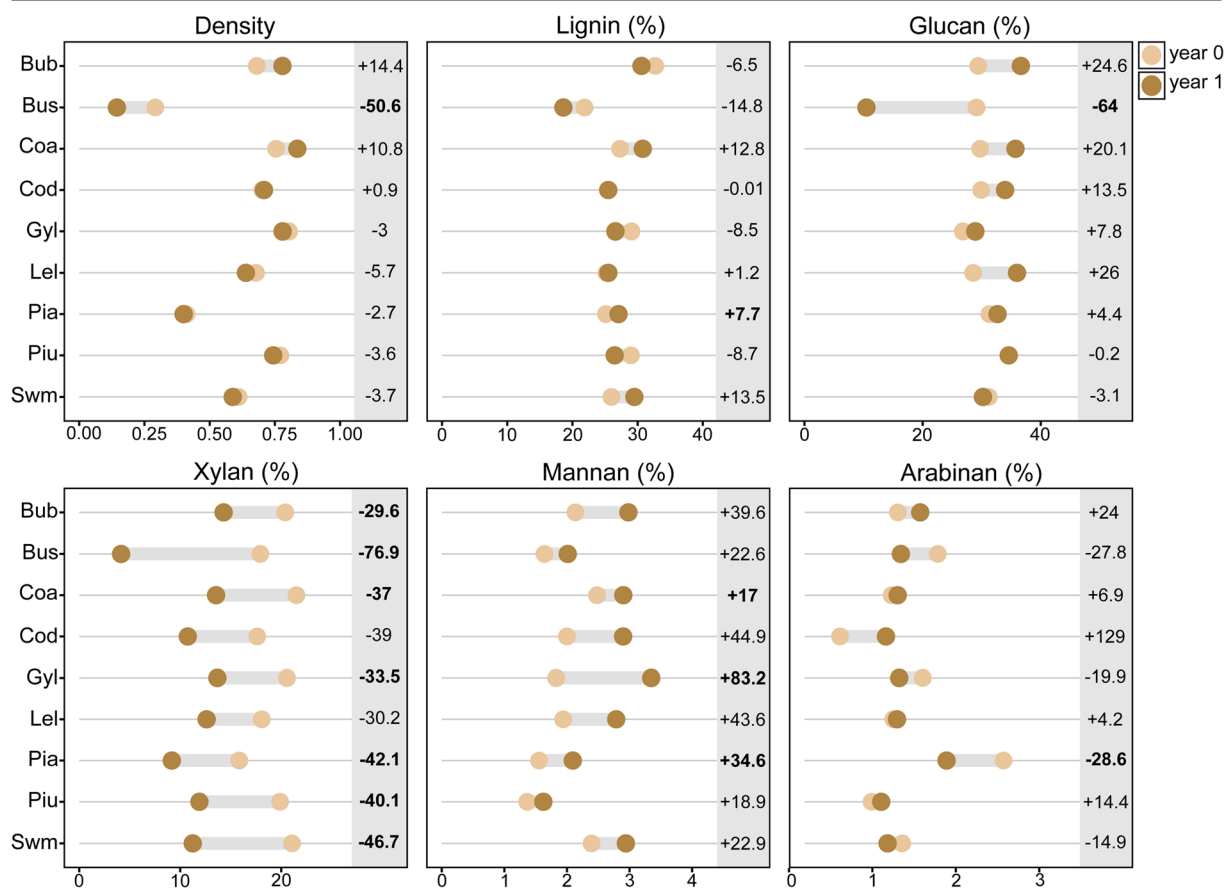 Density Lignin (%) Glucan (%)
year 0
year 1
Bub +14.4 -6.5 +24.6
Bus -50.6 -14.8 -64
Coa +10.8 +12.8 +20.1
Cod +0.9 -0.01 +13.5
Gyl -3 -8.5 +7.8
Lel -5.7 +1.2 +26
Pia -2.7 +7.7 +4.4
Piu -3.6 -8.7 -0.2
Swm -3.7 +13.5 -3.1
0.00 0.25 0.50 0.75 1.00 0 10 20 30 40 0 20 40
Xylan (%) Mannan (%) Arabinan (%)
Bub -29.6 +39.6 +24
Bus -76.9 +22.6 -27.8
Coa -37 +17 +6.9
Cod -39 +44.9 +129
Gyl -33.5 +83.2 -19.9
Lel -30.2 +43.6 +4.2
Pia -42.1 +34.6 -28.6
Piu -40.1 +18.9 +14.4
Swm -46.7 +22.9 -14.9
0 10 20 0 1 2 3 4 0 1 2 3